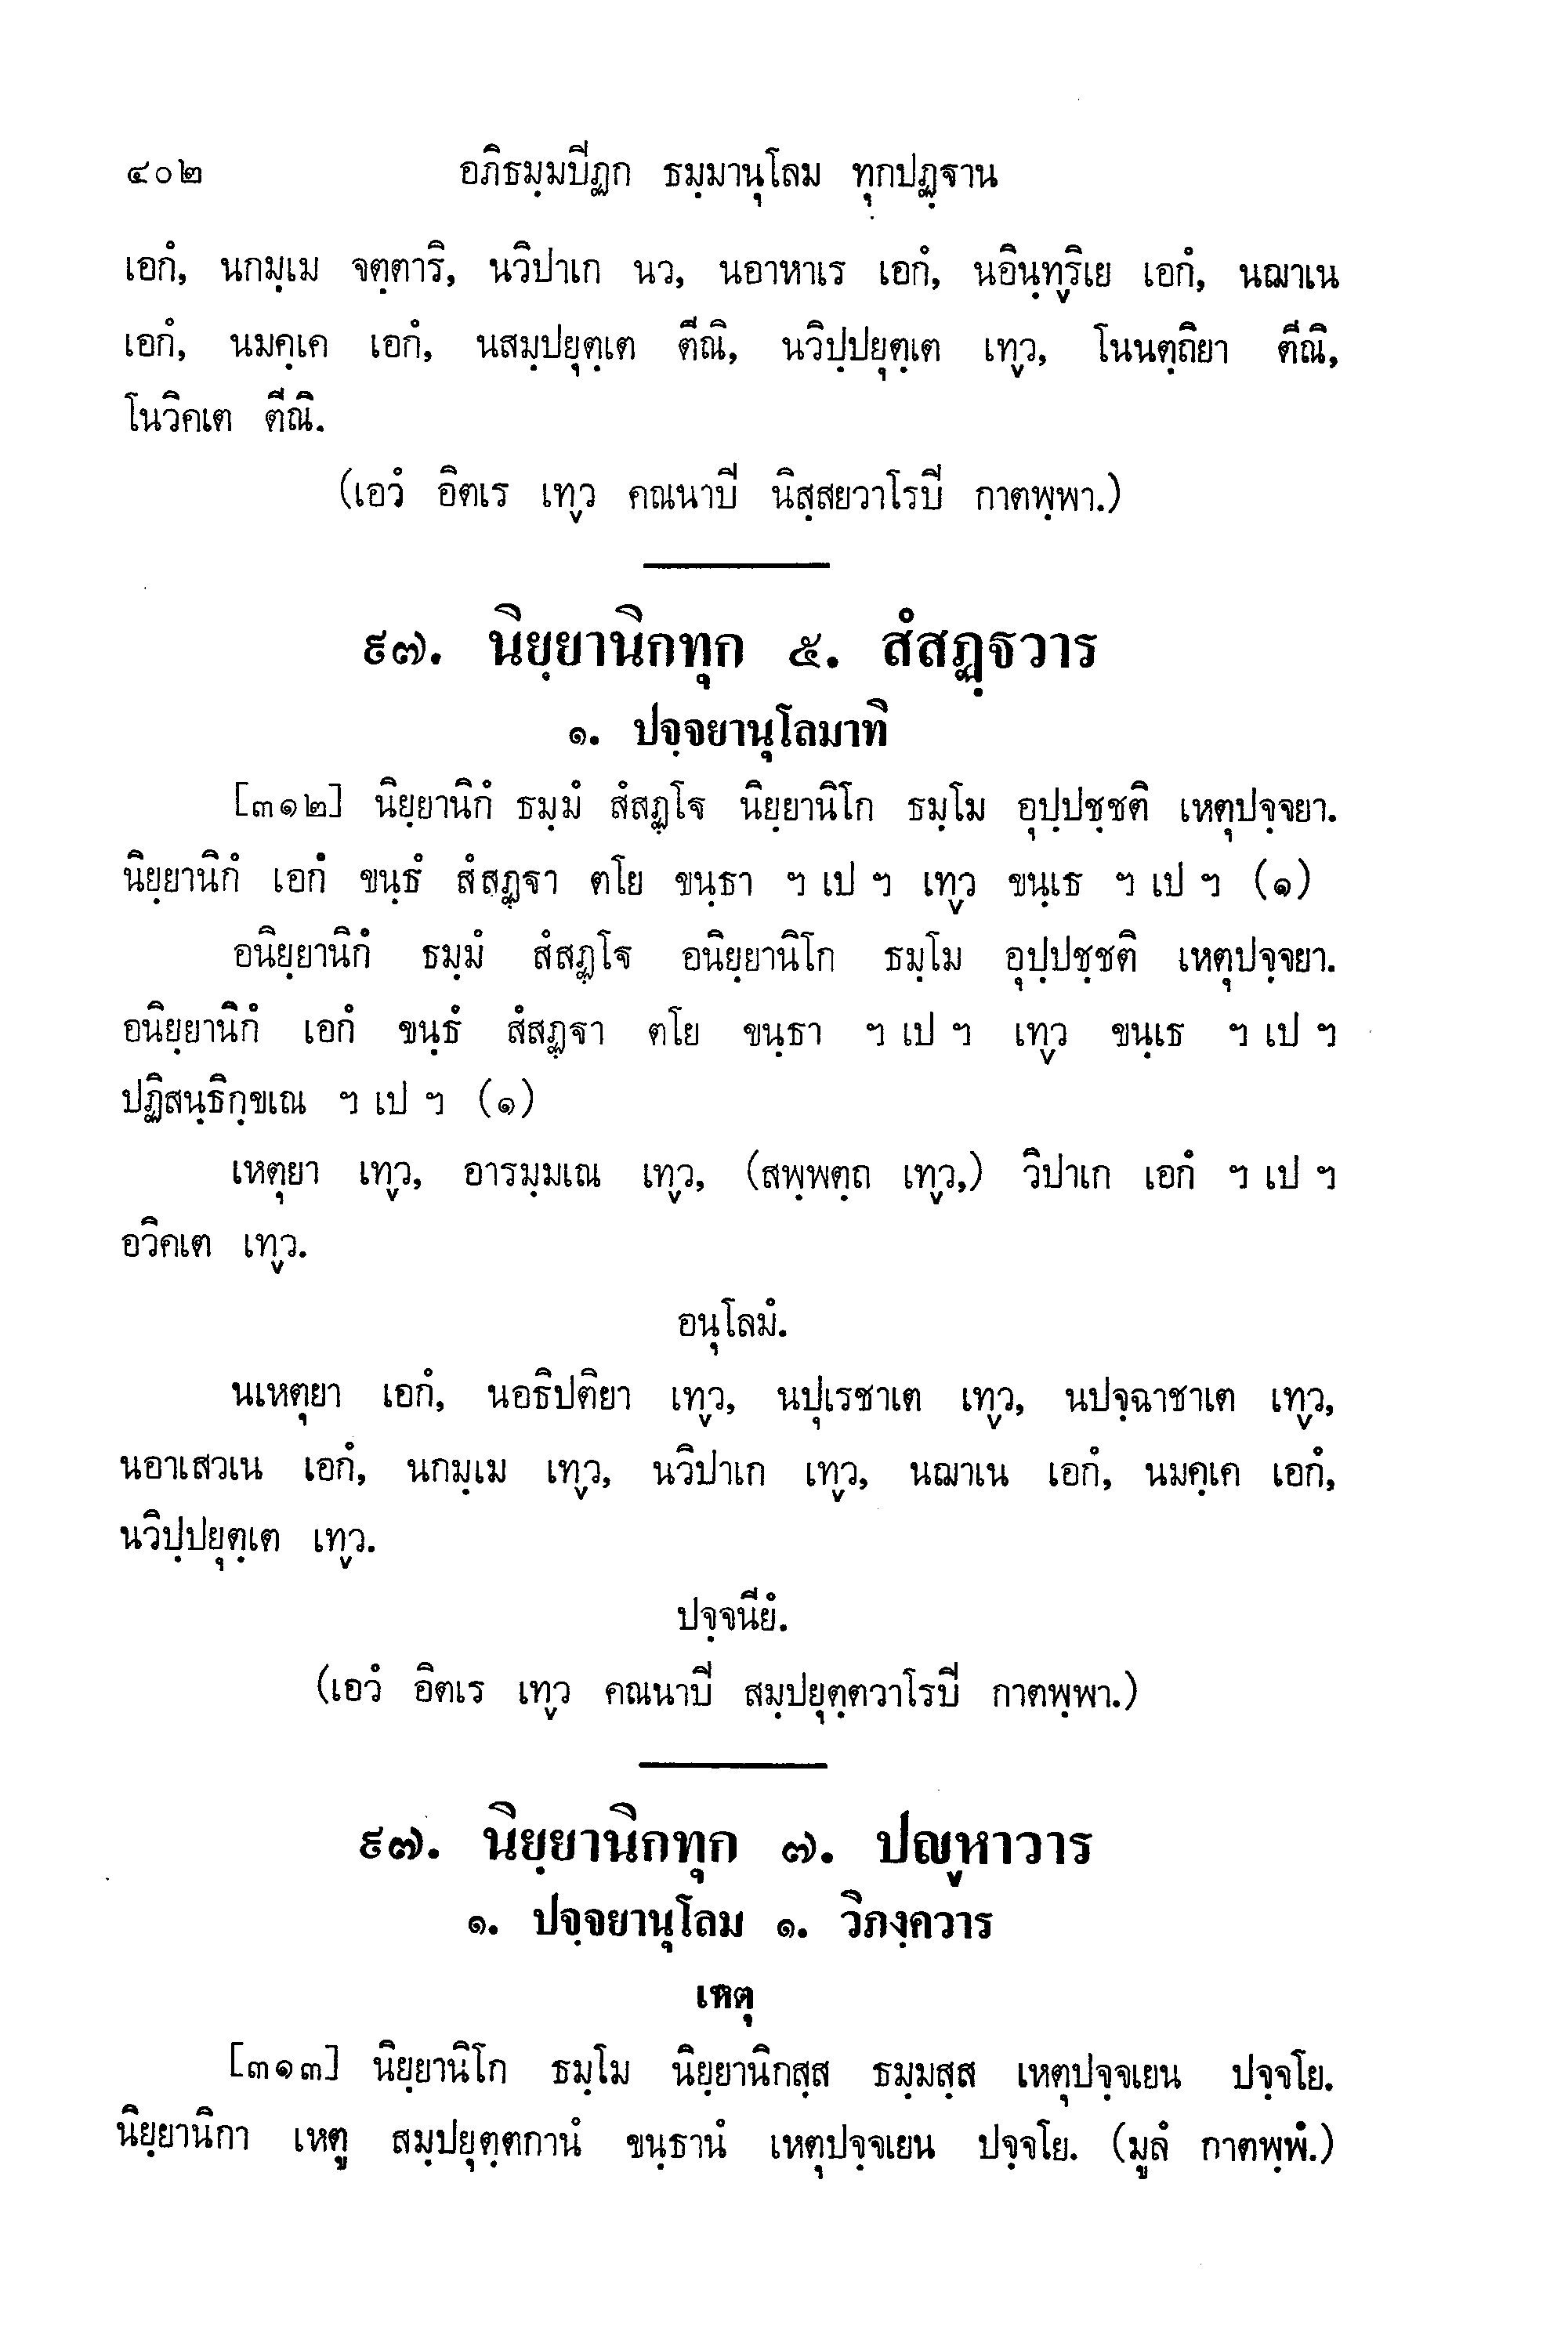 ๔๐๒ อภิธมฺมปิฏก ธมฺมานุโลม ทุกปฏฺฐาน
เอกํ, นกมฺเม จตฺตาริ, นวิปาเก นว, นอาหาเร เอกํ, นอินฺทฺริเย เอกํ, นฌาเน
เอกํ, นมคฺเค เอกํ, นสมฺปยุตฺเต ตีณิ, นวิปฺปยุตฺเต เทฺว, โนนตฺถิยา ตีณิ,
โนวิคเต ตีณิ.
(เอวํ อิตเร เทฺว คณนาปิ นิสฺสยวาโรปิ กาตพฺพา.)
๙๗. นิยฺยานิกทุก ๕. สํสฏฺฐวาร
๑. ปจฺจยานุโลมาทิ
[๓๑๒] นิยฺยานิกํ ธมฺมํ สํสฏฺโฐ นิยฺยานิโก ธมฺโม อุปฺปชฺชติ เหตุปจฺจยา.
นิยฺยานิกํ เอกํ ขนฺธํ สํสฏฺฐา ตโย ขนฺธา ฯ เป ฯ เทฺว ขนฺเธ ฯ เป ฯ (๑)
อนิยฺยานิกํ ธมฺมํ สํสฏฺโฐ อนิยฺยานิโก ธมฺโม อุปฺปชฺชติ เหตุปจฺจยา.
อนิยฺยานิกํ เอกํ ขนฺธํ สํสฏฺฐา ตโย ขนฺธา ฯ เป ฯ เทฺว ขนฺเธ ฯ เป ฯ
ปฏิสนฺธิกฺขเณ ฯ เป ฯ (๑)
เหตุยา เทฺว, อารมฺมเณ เทฺว, (สพฺพตฺถ เทฺว,) วิปาเก เอกํ ฯ เป ฯ
อวิคเต เทฺว.
อนุโลมํ.
นเหตุยา เอกํ, นอธิปติยา เทฺว, นปุเรชาเต เทฺว, นปจฺฉาชาเต เทฺว,
นอาเสวเน เอกํ, นกมฺเม เทฺว, นวิปาเก เทฺว, นฌาเน เอกํ, นมคฺเค เอกํ,
นวิปฺปยุตฺเต เทฺว.
ปจฺจนียํ.
(เอวํ อิตเร เทฺว คณนาปิ สมฺปยุตฺตวาโรปิ กาตพฺพา.)
๙๗. นิยฺยานิกทุก ๗. ปญฺหาวาร
๑. ปจฺจยานุโลม ๑. วิภงฺควาร
เหตุ
[๓๑๓] นิยฺยานิโก ธมฺโม นิยฺยานิกสฺส ธมฺมสฺส เหตุปจฺจเยน ปจฺจโย.
นิยฺยานิกา เหตู สมฺปยุตฺตกานํ ขนฺธานํ เหตุปจฺจเยน ปจฺจโย. (มูลํ กาตพฺพํ.)